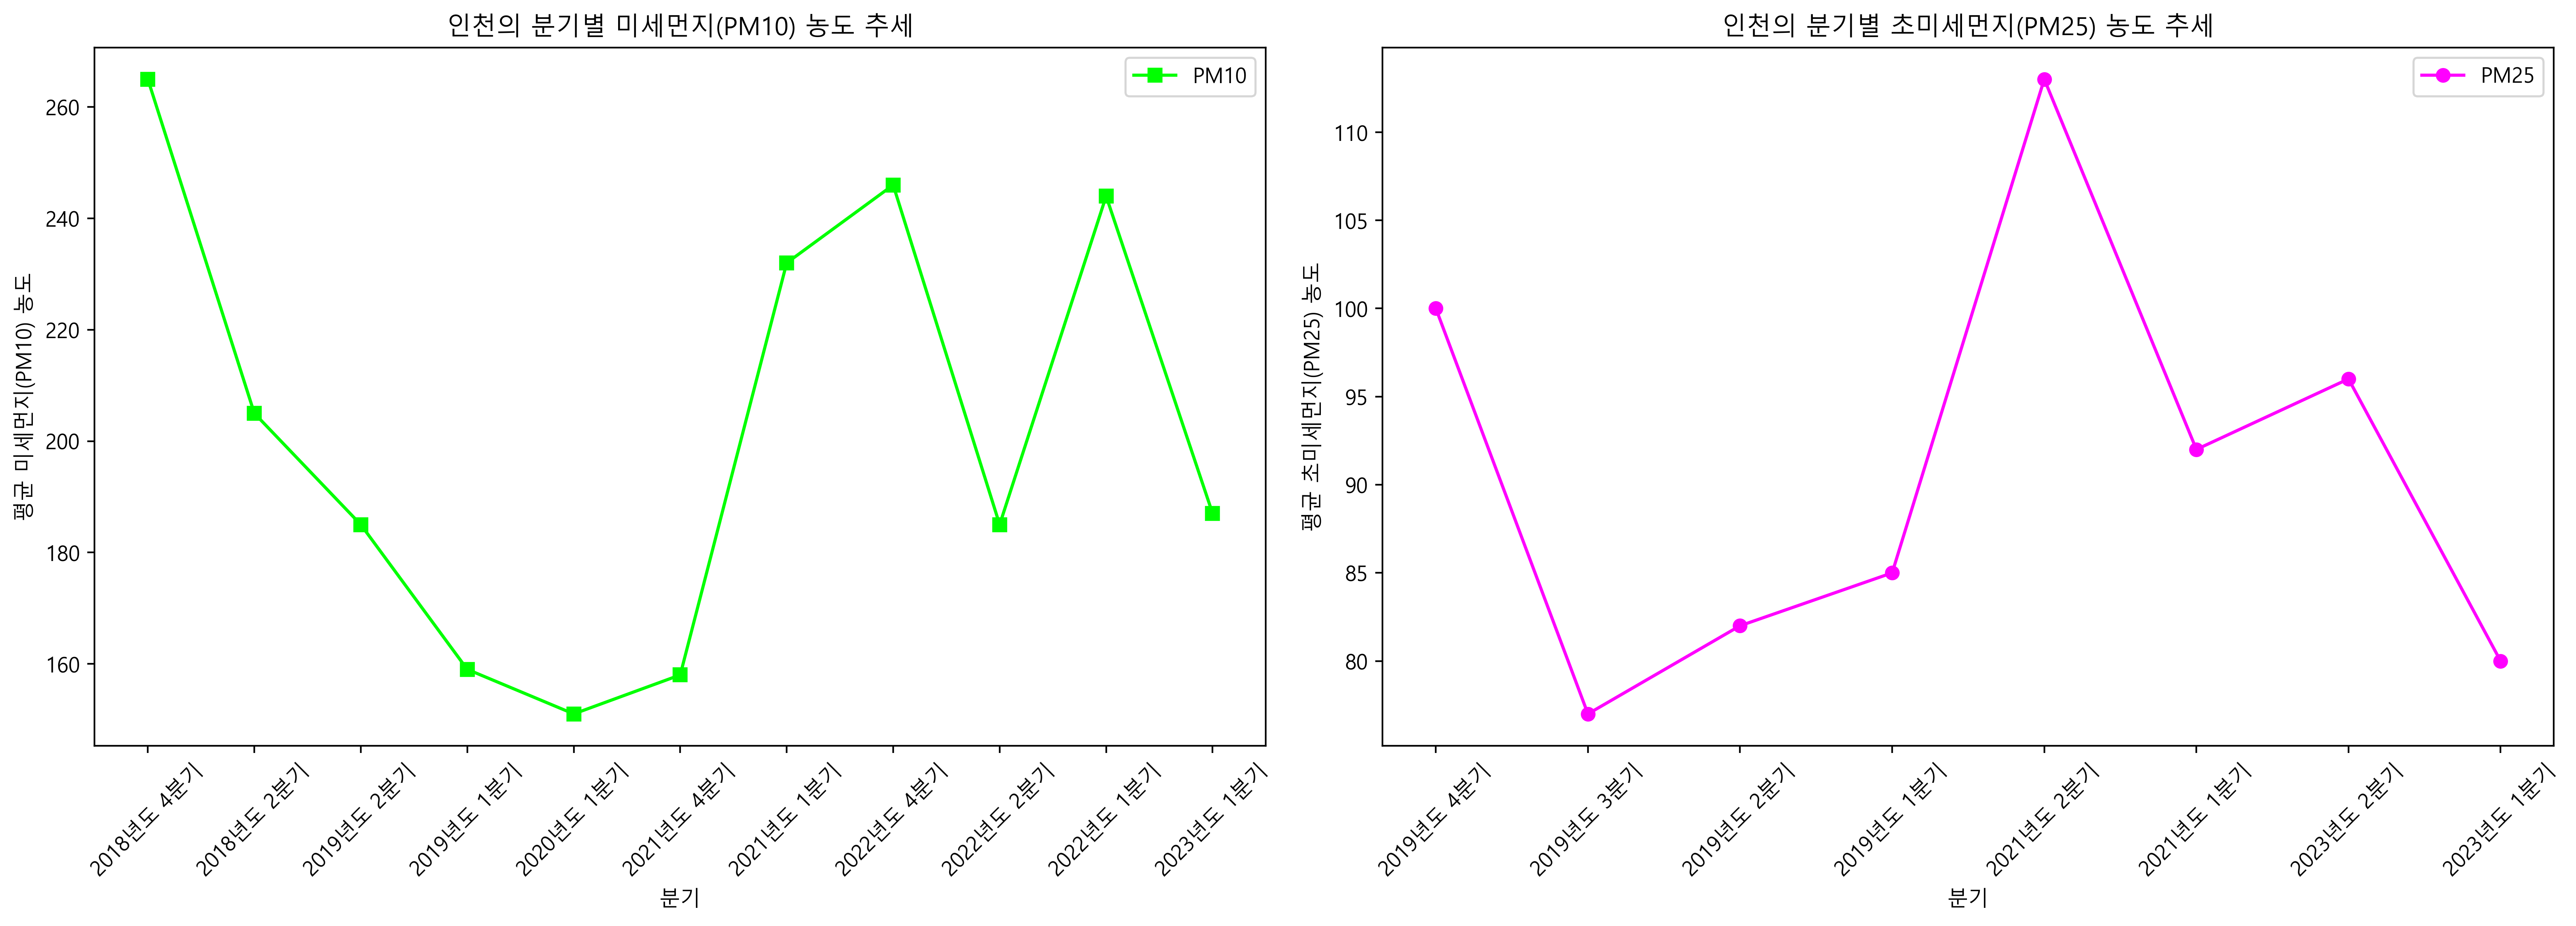 인천의 분기별 미세먼지(PM10) 농도 추세
PM10
평균 미세먼지(PM10) 농도
260
240
220
200
180
160
2018년도 4분기
2018년도 2분기
2019년도 2분기
2019년도 1분기
2020년도 1분기
2021년도 4분기
2021년도 1분기
2022년도 4분기
2022년도 2분기
2022년도 1분기
2023년도 1분기
분기
인천의 분기별 초미세먼지(PM25) 농도 추세
PM25
평균 초미세먼지(PM25) 농도
110
105
100
95
90
85
80
2019년도 4분기
2019년도 3분기
2019년도 2분기
2019년도 1분기
2021년도 2분기
2021년도 1분기
2023년도 2분기
2023년도 1분기
분기